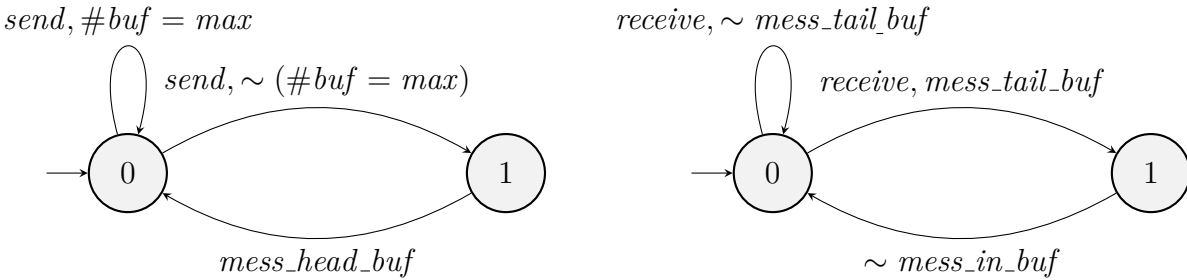 send, #buf = max
send, ∼ (#buf = max)
0
1
mess_head_buf
receive, ∼ mess_tail_buf
receive, mess_tail_buf
0
1
∼ mess_in_buf